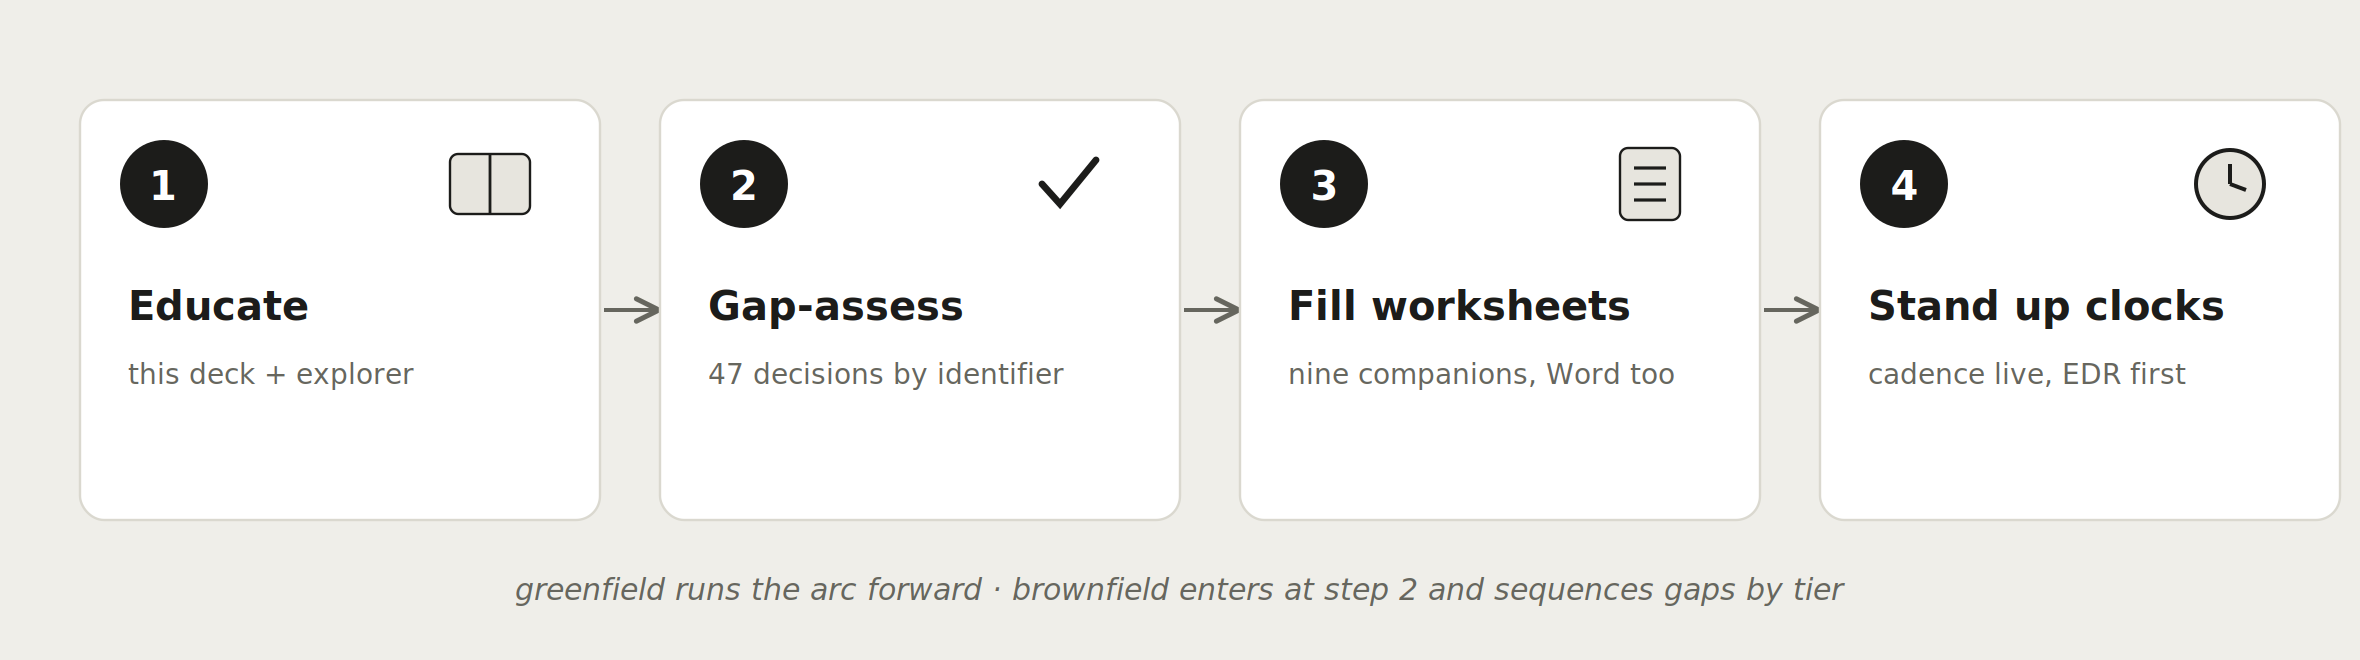 1
Educate
this deck + explorer
2
Gap-assess
47 decisions by identifier
3
Fill worksheets
nine companions, Word too
4
Stand up clocks
cadence live, EDR first
greenfield runs the arc forward · brownfield enters at step 2 and sequences gaps by tier